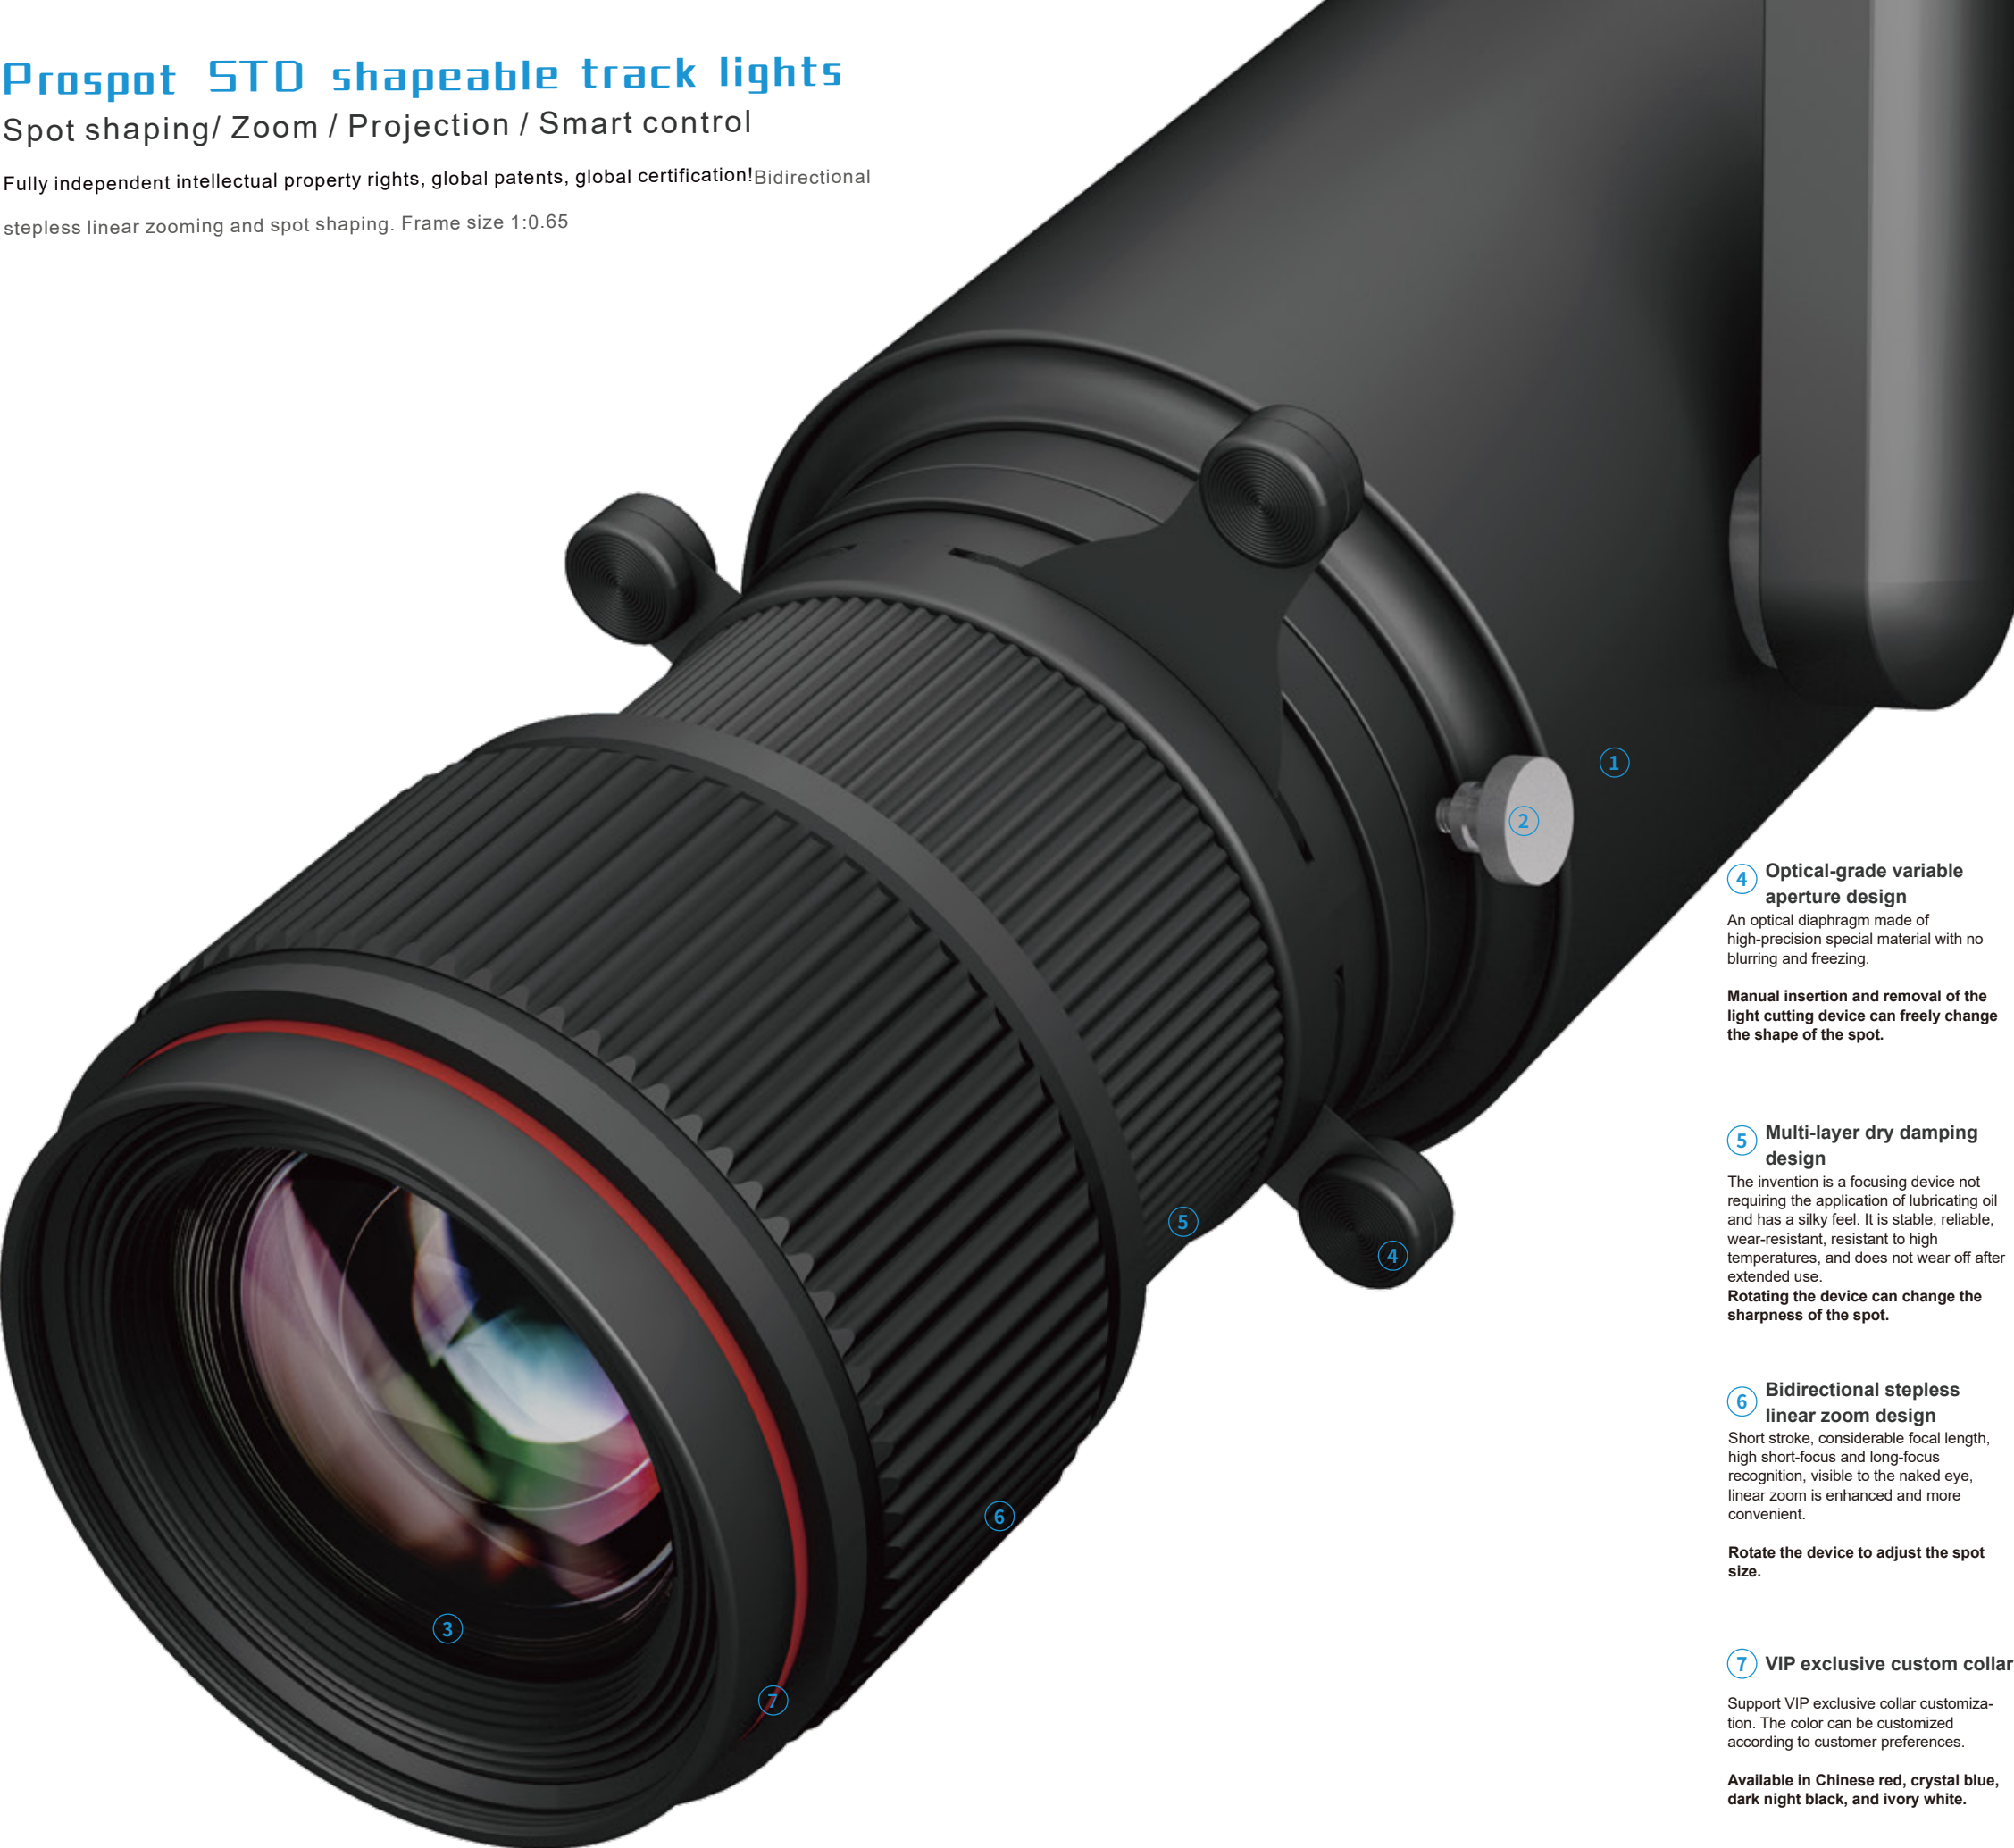 Prospot STD shapeable track lights
Spot shaping/ Zoom / Projection / Smart control
Fully independent intellectual property rights, global patents, global certification!Bidirectional
stepless linear zooming and spot shaping. Frame size 1:0.65
1
2
4 Optical-grade variable
aperture design
An optical diaphragm made of
high-precision special material with no
blurring and freezing.
Manual insertion and removal of the
light cutting device can freely change
the shape of the spot.
5 Multi-layer dry damping
design
The invention is a focusing device not
requiring the application of lubricating oil
and has a silky feel. It is stable, reliable,
wear-resistant, resistant to high
temperatures, and does not wear off after
extended use.
Rotating the device can change the
sharpness of the spot.
5
4
6 Bidirectional stepless
linear zoom design
Short stroke, considerable focal length,
high short-focus and long-focus
recognition, visible to the naked eye,
linear zoom is enhanced and more
convenient.
Rotate the device to adjust the spot
size.
6
3
7
7 VIP exclusive custom collar
Support VIP exclusive collar customiza-
tion. The color can be customized
according to customer preferences.
Available in Chinese red, crystal blue,
dark night black, and ivory white.